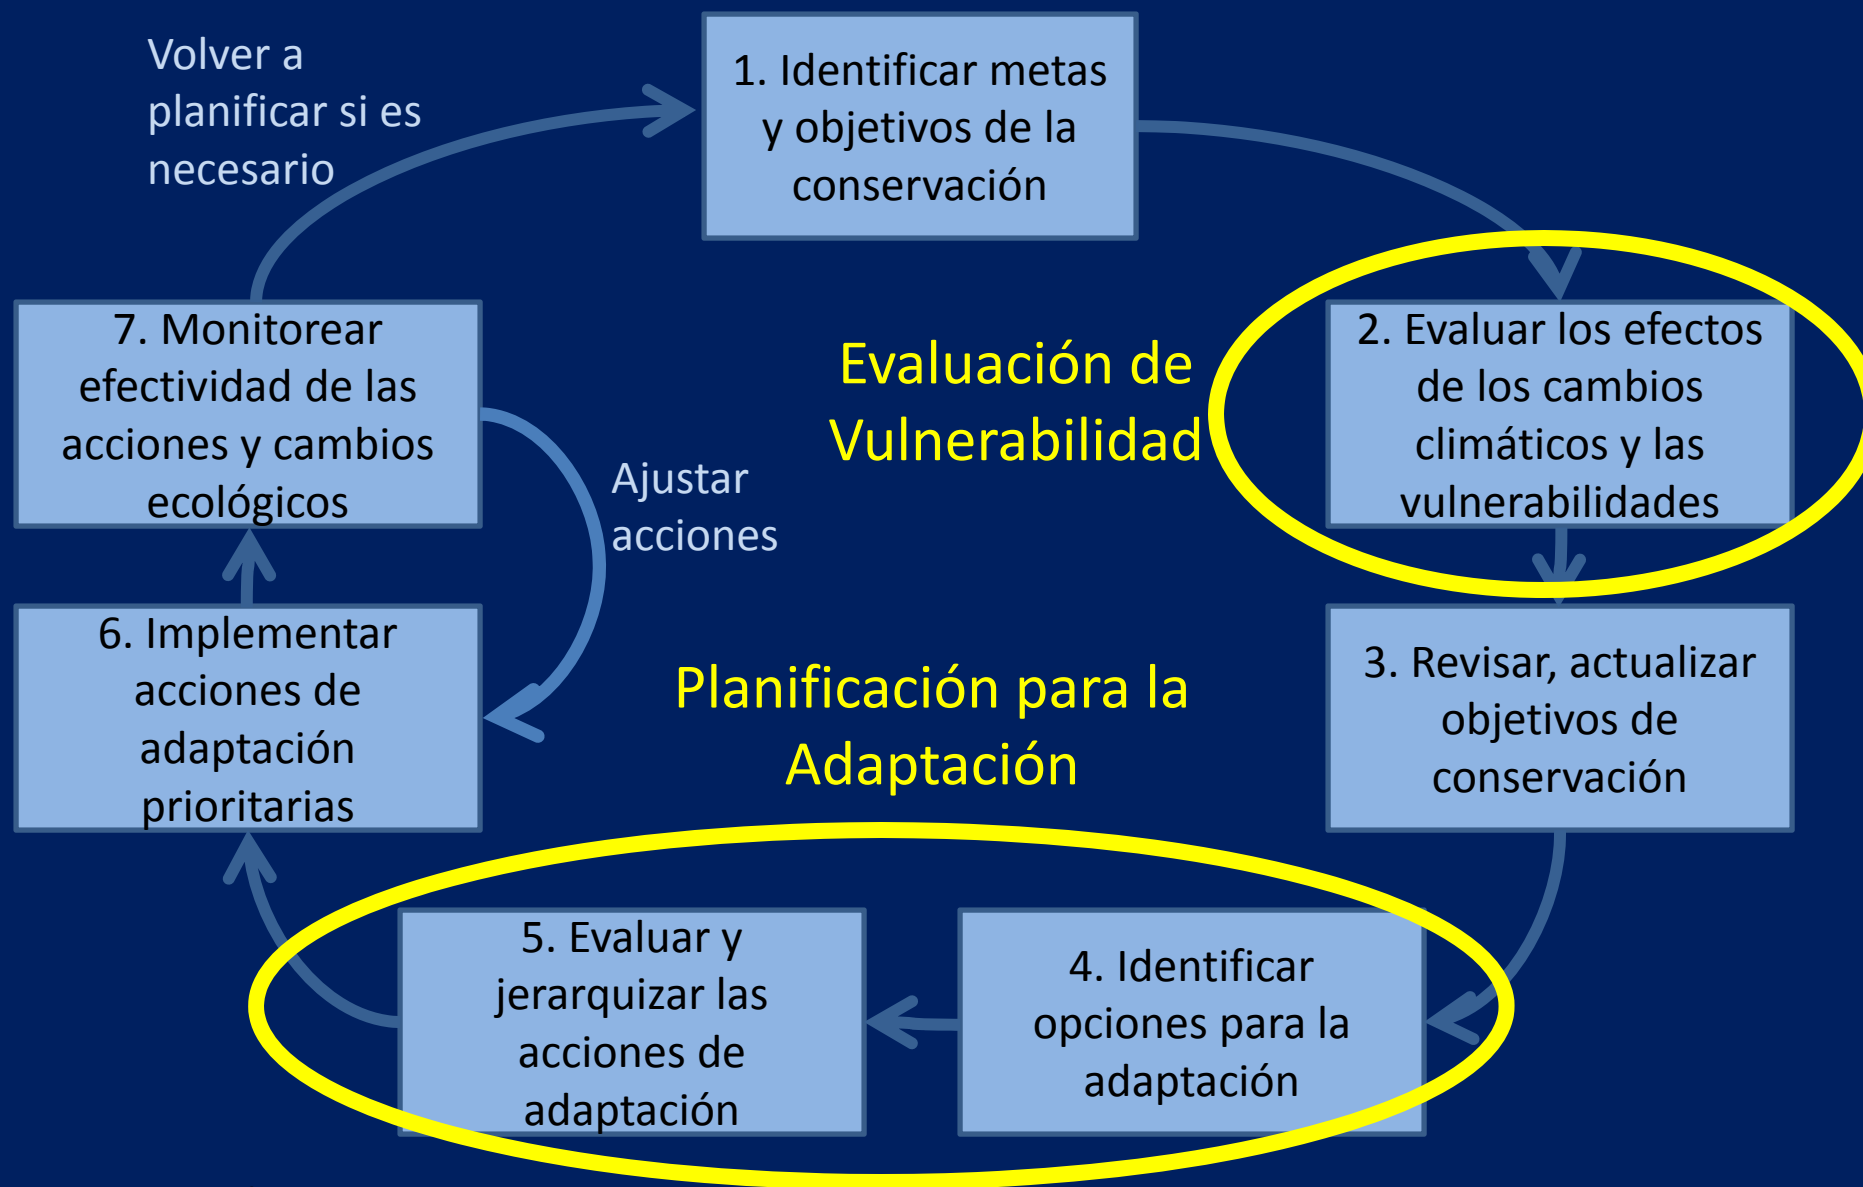 Volver a
planificar si es
necesario
1. Identificar metas
y objetivos de la
conservación
2. Evaluar los efectos
de los cambios
climáticos y las
vulnerabilidades
Evaluación de
Vulnerabilidad
7. Monitorear
efectividad de las
acciones y cambios
ecológicos
Ajustar
acciones
3. Revisar, actualizar
objetivos de
conservación
Planificación para la
Adaptación
6. Implementar
acciones de
adaptación
prioritarias
5. Evaluar y
jerarquizar las
acciones de
adaptación
4. Identificar
opciones para la
adaptación